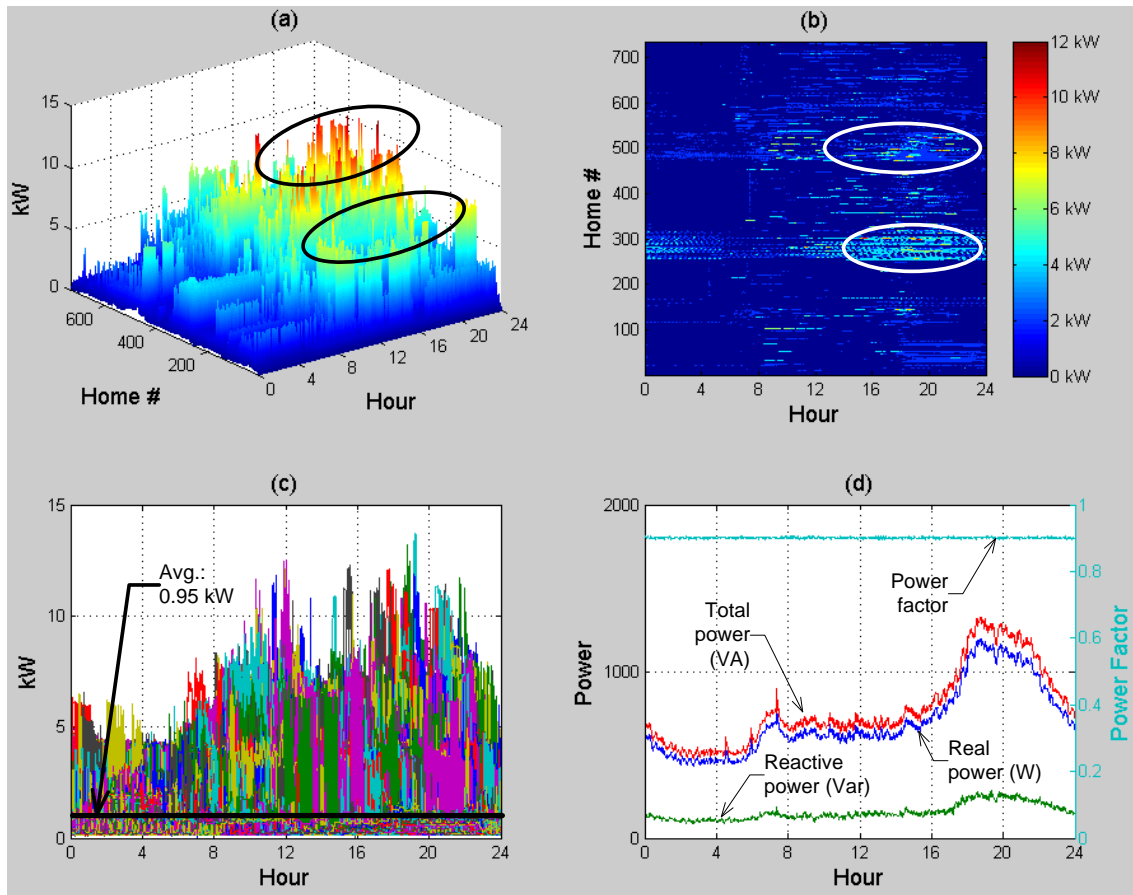 (a)
15
10
5
0
kW
600
400
200
Home #
0
4
8
12
16
20
24
Hour
(b)
700
600
500
400
300
200
100
Home #
0
4
8
12
16
20
24
Hour
12 kW
10 kW
8 kW
6 kW
4 kW
2 kW
0 kW
(c)
15
10
5
0
kW
Avg.:
0.95 kW
0
4
8
12
16
20
24
Hour
(d)
2000
1000
0
Power
Total
power
(VA)
Power
factor
Reactive
power (Var)
Real
power (W)
1
0.8
0.6
0.4
0.2
0
Power Factor
0
4
8
12
16
20
24
Hour